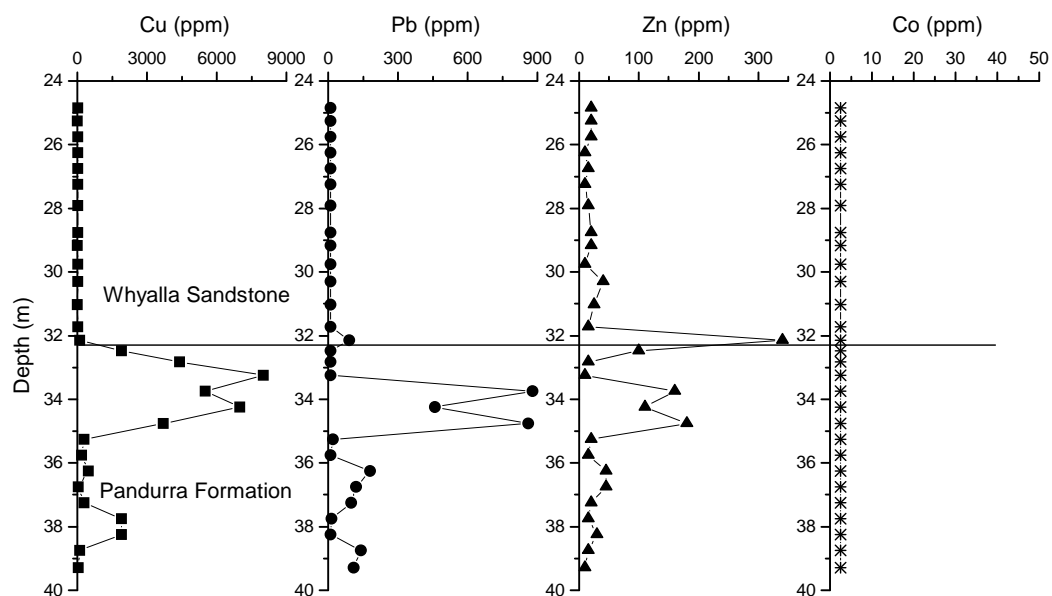 Cu (ppm) Pb (ppm) Zn (ppm) Co (ppm)
0 3000 6000 9000 0 300 600 900 0 100 200 300 0 10 20 30 40 50
24 24 24 24
26 26 26 26
28 28 28 28
30 30 30 30
Whyalla Sandstone
32 32 32 32
Depth (m)
34 34 34 34
36 36 36 36
Pandurra Formation
38 38 38 38
40 40 40 40